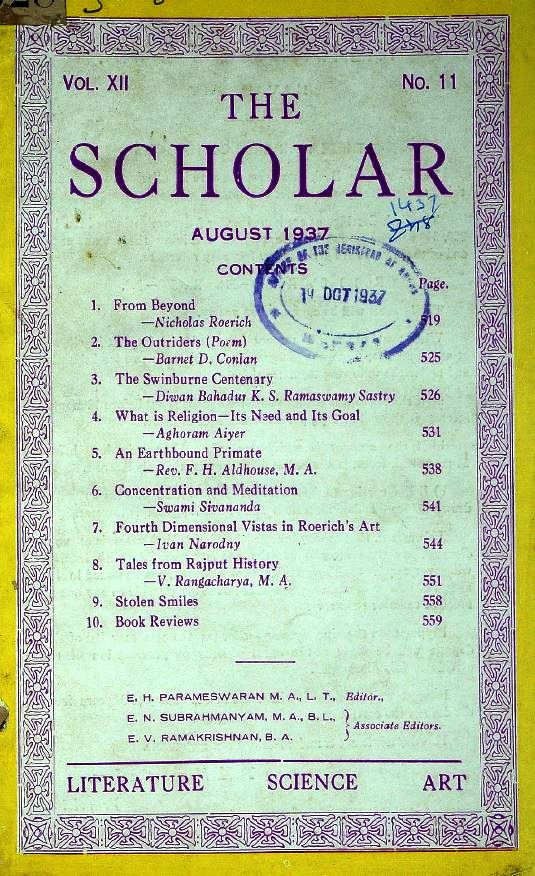 VOL. XII No. 11
THE
SCHOLAR
1437
AUGUST 1937
CONTENTS
OF THE REGISTRAR OF
14 OCT 1937
Page.
1. From Beyond
—Nicholas Roerich 519
2. The Outriders (Poem)
—Barnet D. Conlan 525
3. The Swinburne Centenary
—Diwan Bahadur K. S. Ramaswamy Sastry 526
4. What is Religion—Its Need and Its Goal
—Aghoram Aiyer 531
5. An Earthbound Primate
—Rev. F. H. Aldhouse, M. A. 538
6. Concentration and Meditation
—Swami Sivananda 541
7. Fourth Dimensional Vistas in Roerich's Art
—Ivan Narodny 544
8. Tales from Rajput History
—V. Rangacharya, M. A. 551
9. Stolen Smiles 558
10. Book Reviews 559
E. H. PARAMESWARAN M. A., L. T., Editor.,
E. N. SUBRAHMANYAM, M. A., B. L.,
Associate Editors.
E. V. RAMAKRISHNAN, B. A.
LITERATURE SCIENCE ART